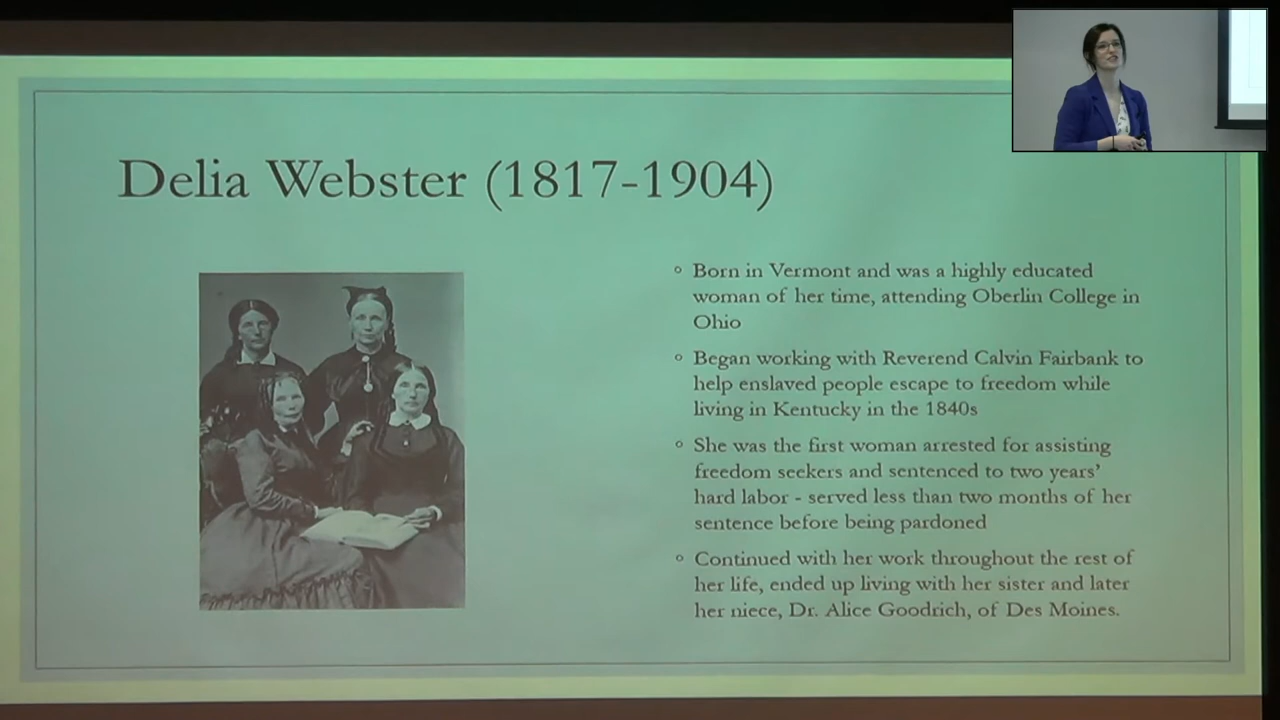 Delia Webster (1817-1904)
Born in Vermont and was a highly educated
woman of her time, attending Oberlin College in
Ohio
Began working with Reverend Calvin Fairbank to
help enslaved people escape to freedom while
living in Kentucky in the 1840s
She was the first woman arrested for assisting
freedom seekers and sentenced to two years’
hard labor - served less than two months of her
sentence before being pardoned
Continued with her work throughout the rest of
her life, ended up living with her sister and later
her niece, Dr. Alice Goodrich, of Des Moines.